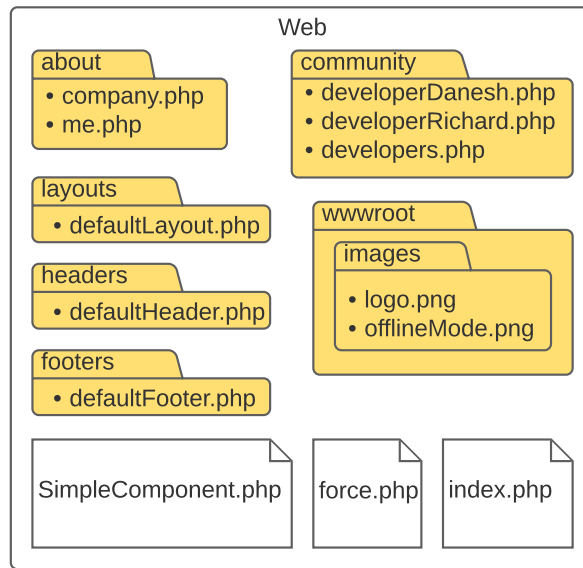 Web
about
• company.php
• me.php
community
• developerDanesh.php
• developerRichard.php
• developers.php
layouts
• defaultLayout.php
wwwroot
images
• logo.png
• offlineMode.png
headers
• defaultHeader.php
footers
• defaultFooter.php
SimpleComponent.php
force.php
index.php